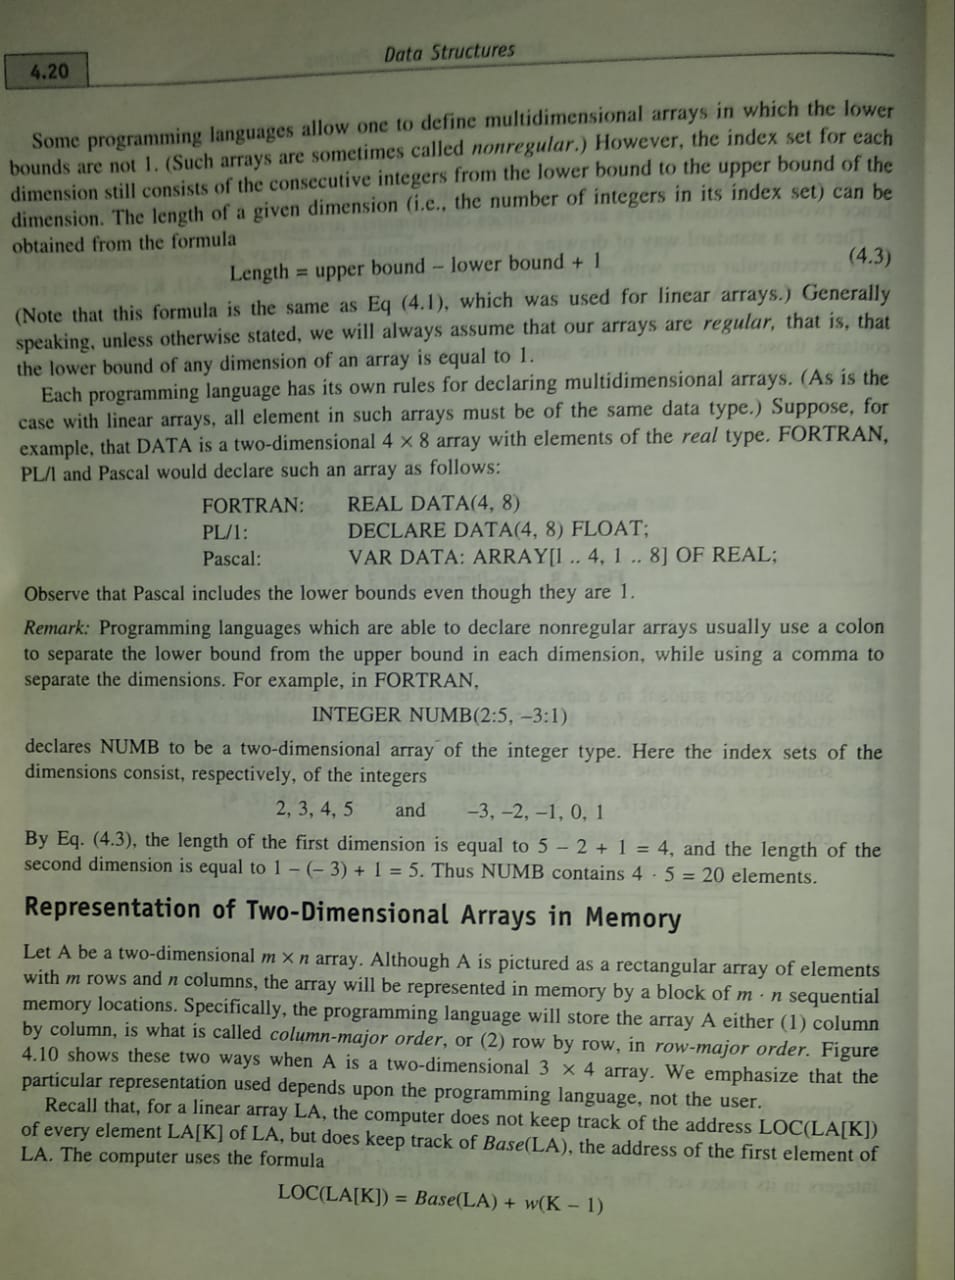 4.20
Data Structures
Some programming languages allow one to define multidimensional arrays in which the lower
bounds are not 1. (Such arrays are sometimes called nonregular.) However, the index set for each
dimension still consists of the consecutive integers from the lower bound to the upper bound of the
dimension. The length of a given dimension (i.e., the number of integers in its index set) can be
obtained from the formula
Length = upper bound – lower bound + 1 (4.3)
(Note that this formula is the same as Eq (4.1), which was used for linear arrays.) Generally
speaking, unless otherwise stated, we will always assume that our arrays are regular, that is, that
the lower bound of any dimension of an array is equal to 1.
Each programming language has its own rules for declaring multidimensional arrays. (As is the
case with linear arrays, all element in such arrays must be of the same data type.) Suppose, for
example, that DATA is a two-dimensional 4 × 8 array with elements of the real type. FORTRAN,
PL/1 and Pascal would declare such an array as follows:
FORTRAN: REAL DATA(4, 8)
PL/1: DECLARE DATA(4, 8) FLOAT;
Pascal: VAR DATA: ARRAY[1 .. 4, 1 .. 8] OF REAL;
Observe that Pascal includes the lower bounds even though they are 1.
Remark: Programming languages which are able to declare nonregular arrays usually use a colon
to separate the lower bound from the upper bound in each dimension, while using a comma to
separate the dimensions. For example, in FORTRAN,
INTEGER NUMB(2:5, –3:1)
declares NUMB to be a two-dimensional array of the integer type. Here the index sets of the
dimensions consist, respectively, of the integers
2, 3, 4, 5 and –3, –2, –1, 0, 1
By Eq. (4.3), the length of the first dimension is equal to 5 – 2 + 1 = 4, and the length of the
second dimension is equal to 1 – (– 3) + 1 = 5. Thus NUMB contains 4 · 5 = 20 elements.
Representation of Two-Dimensional Arrays in Memory
Let A be a two-dimensional m × n array. Although A is pictured as a rectangular array of elements
with m rows and n columns, the array will be represented in memory by a block of m · n sequential
memory locations. Specifically, the programming language will store the array A either (1) column
by column, is what is called column-major order, or (2) row by row, in row-major order. Figure
4.10 shows these two ways when A is a two-dimensional 3 × 4 array. We emphasize that the
particular representation used depends upon the programming language, not the user.
Recall that, for a linear array LA, the computer does not keep track of the address LOC(LA[K])
of every element LA[K] of LA, but does keep track of Base(LA), the address of the first element of
LA. The computer uses the formula
LOC(LA[K]) = Base(LA) + w(K – 1)